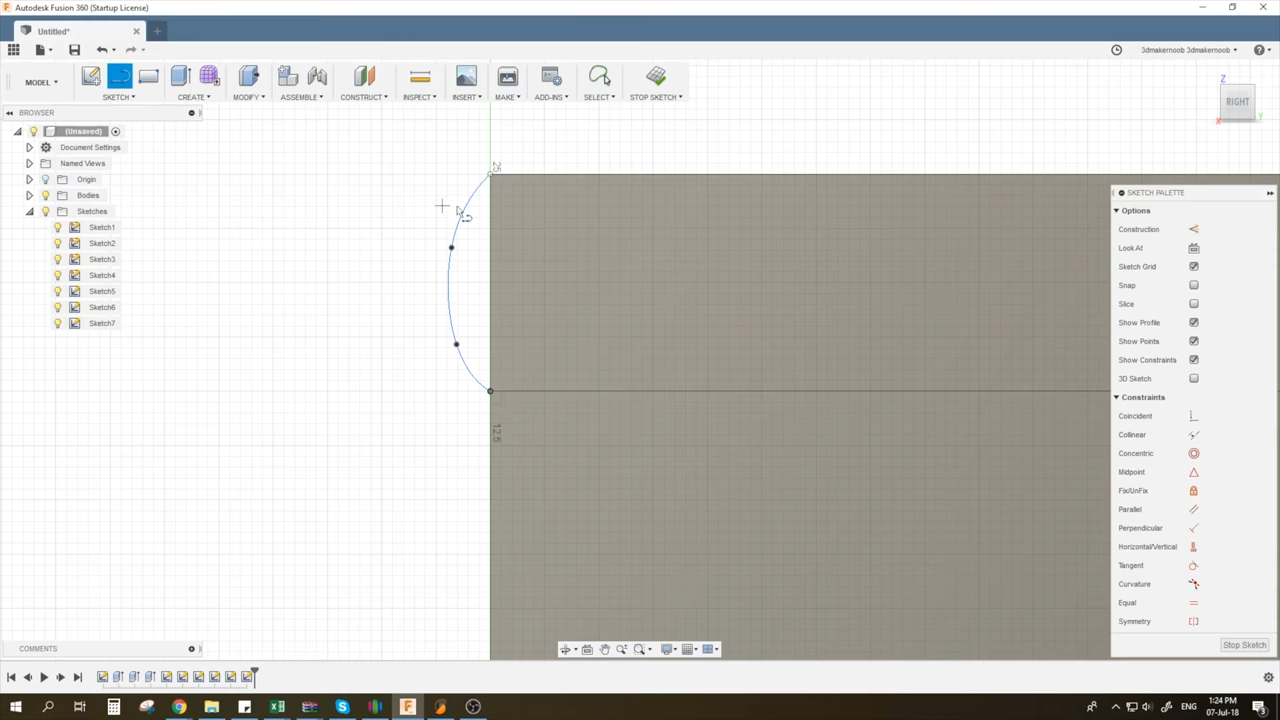 Autodesk Fusion 360 (Startup License)
Untitled*
3dmakernoob 3dmakernoob
MODEL
SKETCH
CREATE
MODIFY
ASSEMBLE
CONSTRUCT
INSPECT
INSERT
MAKE
ADD-INS
SELECT
STOP SKETCH
Z
RIGHT
X
Y
BROWSER
(Unsaved)
Document Settings
Named Views
Origin
Bodies
Sketches
Sketch1
Sketch2
Sketch3
Sketch4
Sketch5
Sketch6
Sketch7
25
12.5
SKETCH PALETTE
Options
Construction
Look At
Sketch Grid
Snap
Slice
Show Profile
Show Points
Show Constraints
3D Sketch
Constraints
Coincident
Collinear
Concentric
Midpoint
Fix/UnFix
Parallel
Perpendicular
Horizontal/Vertical
Tangent
Curvature
Equal
Symmetry
Stop Sketch
COMMENTS
1:24 PM
07-Jul-18
3